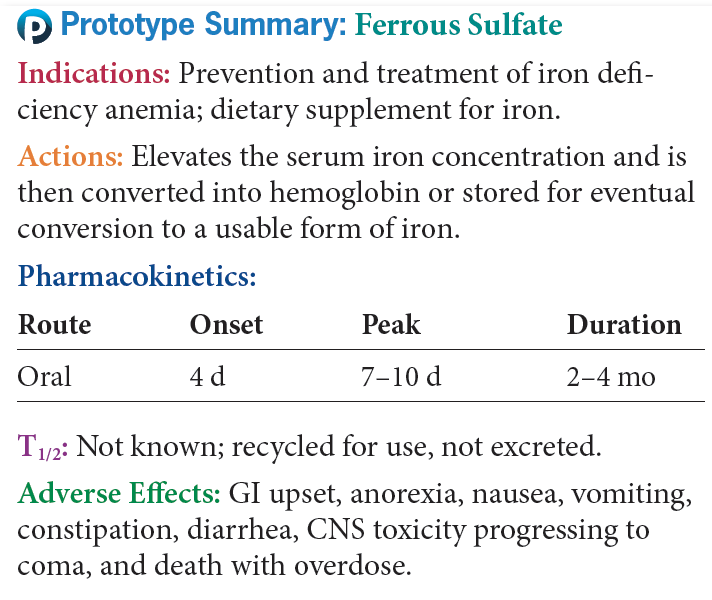 P Prototype Summary: Ferrous Sulfate
Indications: Prevention and treatment of iron defi-
ciency anemia; dietary supplement for iron.
Actions: Elevates the serum iron concentration and is
then converted into hemoglobin or stored for eventual
conversion to a usable form of iron.
Pharmacokinetics:
Route Onset Peak Duration
Oral 4 d 7–10 d 2–4 mo
T1/2: Not known; recycled for use, not excreted.
Adverse Effects: GI upset, anorexia, nausea, vomiting,
constipation, diarrhea, CNS toxicity progressing to
coma, and death with overdose.